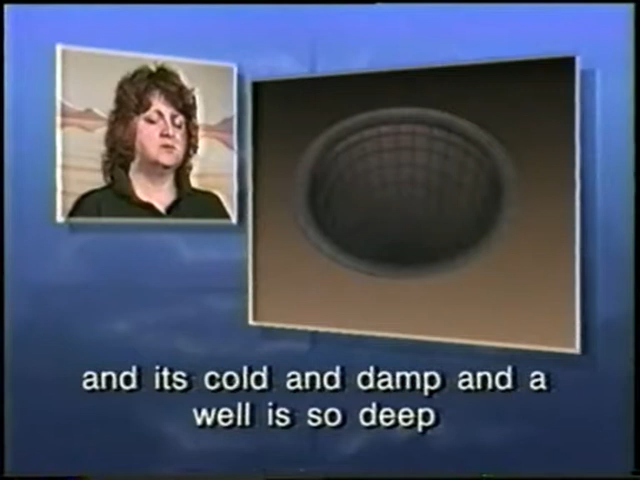 and its cold and damp and a
well is so deep